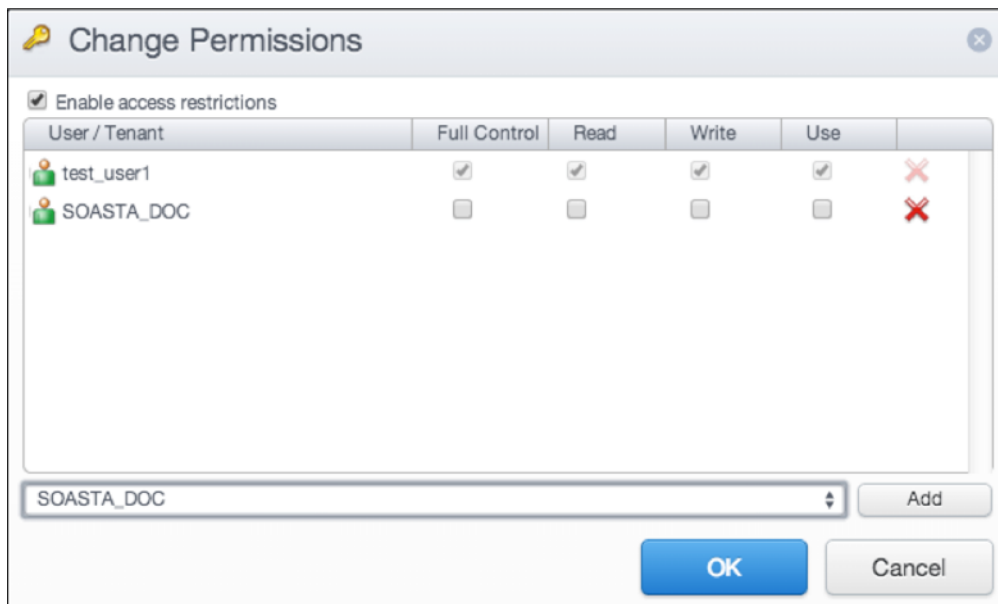 Change Permissions
Enable access restrictions
User / Tenant Full Control Read Write Use
test_user1
SOASTA_DOC
SOASTA_DOC Add
OK Cancel